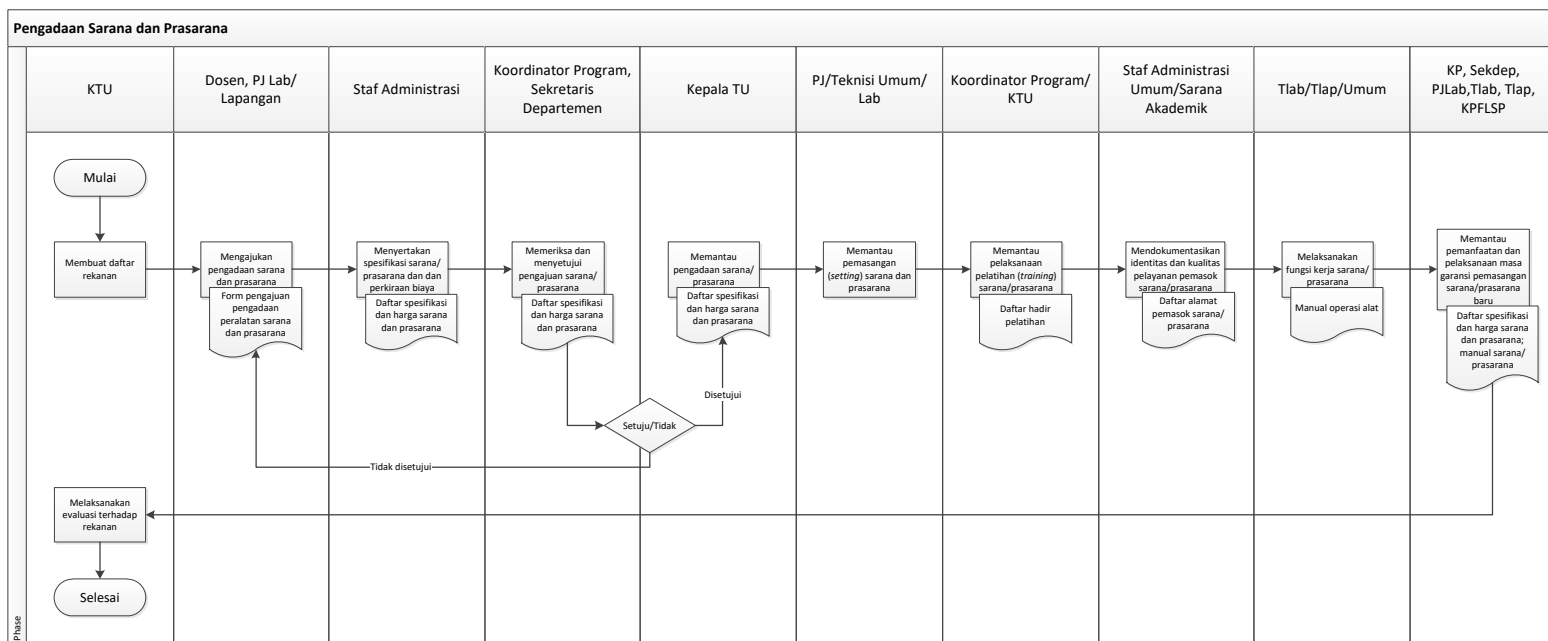 Pengadaan Sarana dan Prasarana
Phase
KTU
Dosen, PJ Lab/
Lapangan
Staf Administrasi
Koordinator Program,
Sekretaris
Departemen
Kepala TU
PJ/Teknisi Umum/
Lab
Koordinator Program/
KTU
Staf Administrasi
Umum/Sarana
Akademik
Tlab/Tlap/Umum
KP, Sekdep,
PJLab,Tlab, Tlap,
KPFLSP
Mulai
Membuat daftar
rekanan
Mengajukan
pengadaan sarana
dan prasarana
Form pengajuan
pengadaan
peralatan sarana
dan prasarana
Menyertakan
spesifikasi sarana/
prasarana dan dan
perkiraan biaya
Daftar spesifikasi
dan harga sarana
dan prasarana
Memeriksa dan
menyetujui
pengajuan sarana/
prasarana
Daftar spesifikasi
dan harga sarana
dan prasarana
Memantau
pengadaan sarana/
prasarana
Daftar spesifikasi
dan harga sarana
dan prasarana
Memantau
pemasangan
(setting) sarana dan
prasarana
Memantau
pelaksanaan
pelatihan (training)
sarana/prasarana
Daftar hadir
pelatihan
Mendokumentasikan
identitas dan kualitas
pelayanan pemasok
sarana/prasarana
Daftar alamat
pemasok sarana/
prasarana
Melaksanakan
fungsi kerja sarana/
prasarana
Manual operasi alat
Memantau
pemanfaatan dan
pelaksanaan masa
garansi pemasangan
sarana/prasarana
baru
Daftar spesifikasi
dan harga sarana
dan prasarana;
manual sarana/
prasarana
Disetujui
Setuju/Tidak
Tidak disetujui
Melaksanakan
evaluasi terhadap
rekanan
Selesai